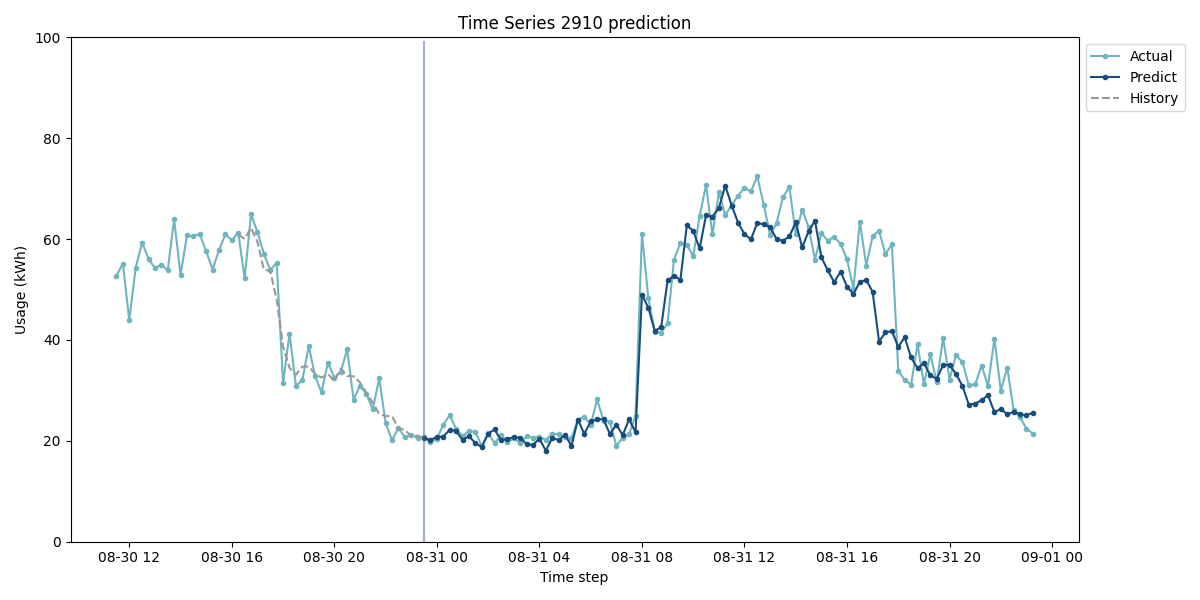 Time Series 2910 prediction
Usage (kWh)
100
80
60
40
20
0
08-30 12
08-30 16
08-30 20
08-31 00
08-31 04
08-31 08
08-31 12
08-31 16
08-31 20
09-01 00
Time step
Actual
Predict
History